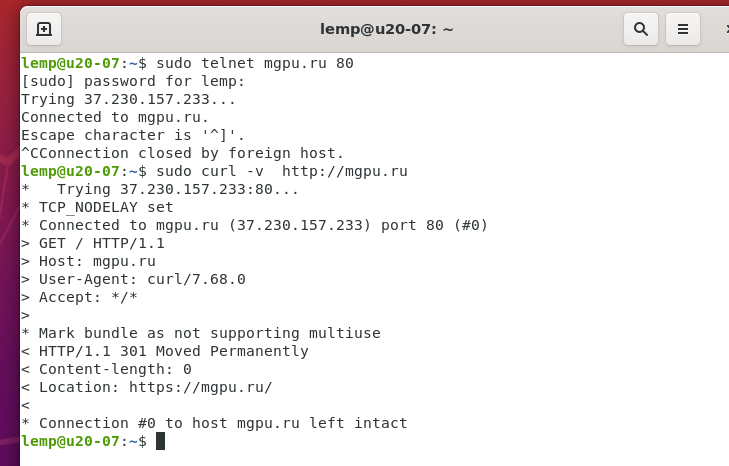 lemp@u20-07: ~
lemp@u20-07:~$ sudo telnet mgpu.ru 80
[sudo] password for lemp:
Trying 37.230.157.233...
Connected to mgpu.ru.
Escape character is '^]'.
^CConnection closed by foreign host.
lemp@u20-07:~$ sudo curl -v  http://mgpu.ru
*   Trying 37.230.157.233:80...
* TCP_NODELAY set
* Connected to mgpu.ru (37.230.157.233) port 80 (#0)
> GET / HTTP/1.1
> Host: mgpu.ru
> User-Agent: curl/7.68.0
> Accept: */*
>
* Mark bundle as not supporting multiuse
< HTTP/1.1 301 Moved Permanently
< Content-length: 0
< Location: https://mgpu.ru/
<
* Connection #0 to host mgpu.ru left intact
lemp@u20-07:~$